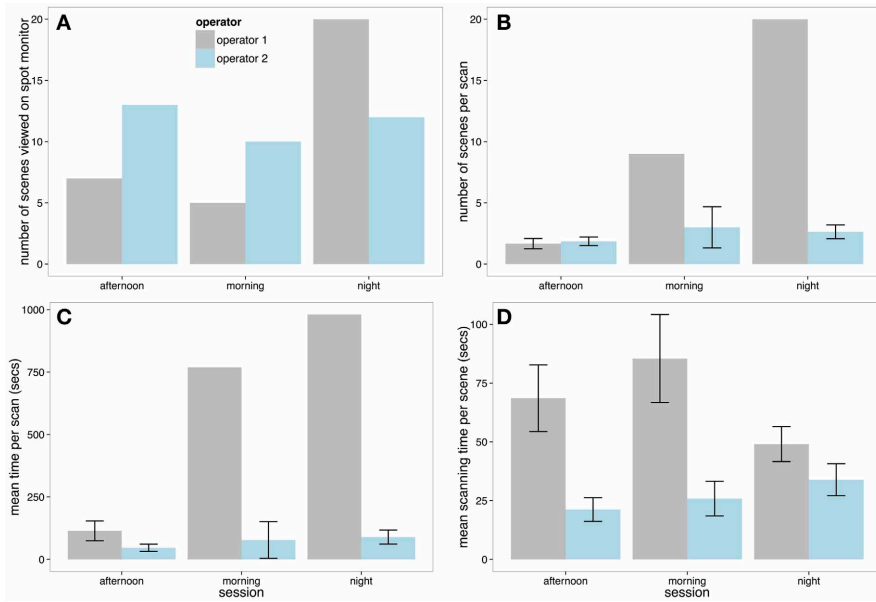 A
operator
operator 1
operator 2
number of scenes viewed on spot monitor
20
15
10
5
0
afternoon morning night
B
number of scenes per scan
20
15
10
5
0
afternoon morning night
C
mean time per scan (secs)
1000
750
500
250
0
afternoon morning night
session
D
mean scanning time per scene (secs)
100
75
50
25
0
afternoon morning night
session